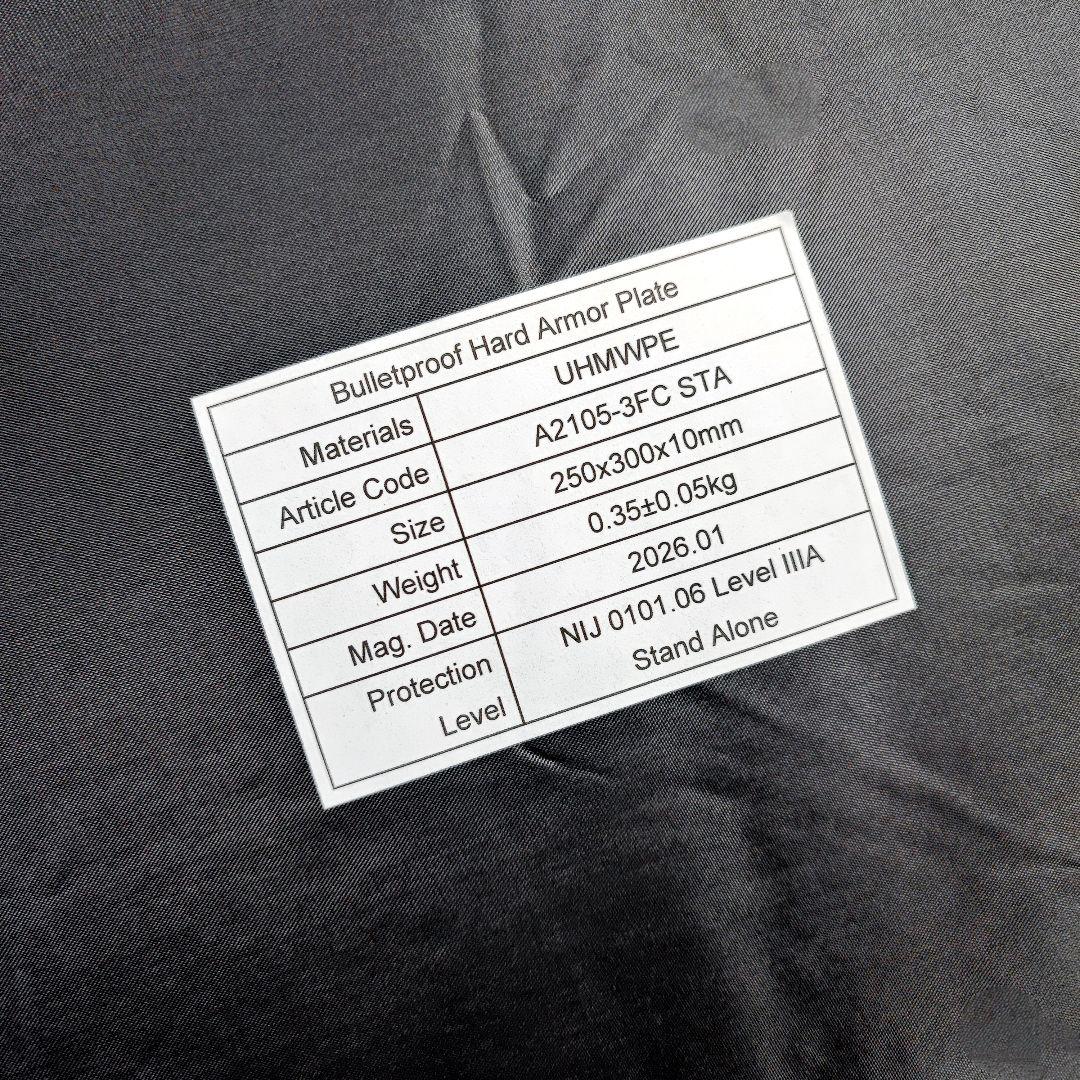 Bulletproof Hard Armor Plate
Materials UHMWPE
Article Code A2105-3FC STA
Size 250x300x10mm
Weight 0.35±0.05kg
Mag. Date 2026.01
Protection Level NIJ 0101.06 Level IIIA
Stand Alone